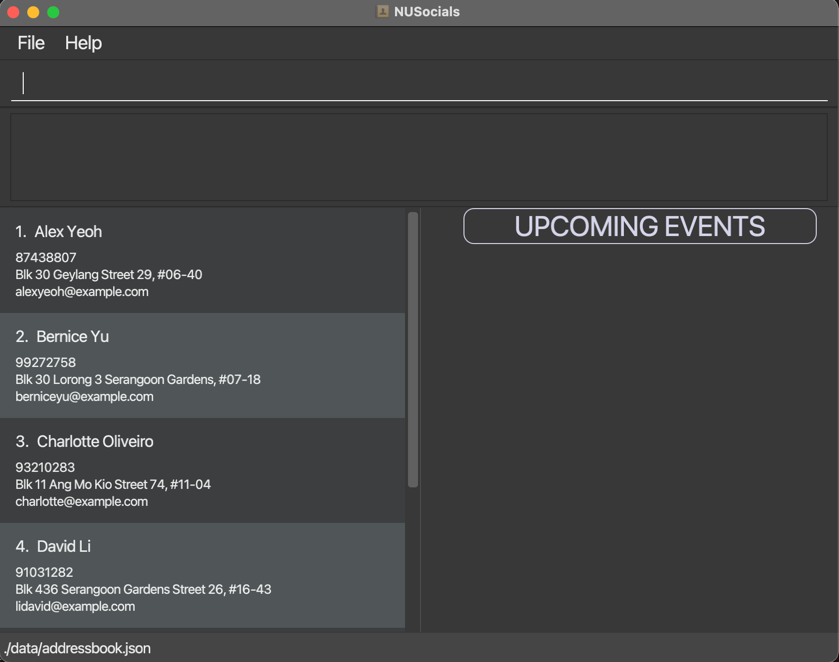 NUSocials
File Help
1. Alex Yeoh
87438807
Blk 30 Geylang Street 29, #06-40
alexyeoh@example.com
2. Bernice Yu
99272758
Blk 30 Lorong 3 Serangoon Gardens, #07-18
berniceyu@example.com
3. Charlotte Oliveiro
93210283
Blk 11 Ang Mo Kio Street 74, #11-04
charlotte@example.com
4. David Li
91031282
Blk 436 Serangoon Gardens Street 26, #16-43
lidavid@example.com
UPCOMING EVENTS
./data/addressbook.json